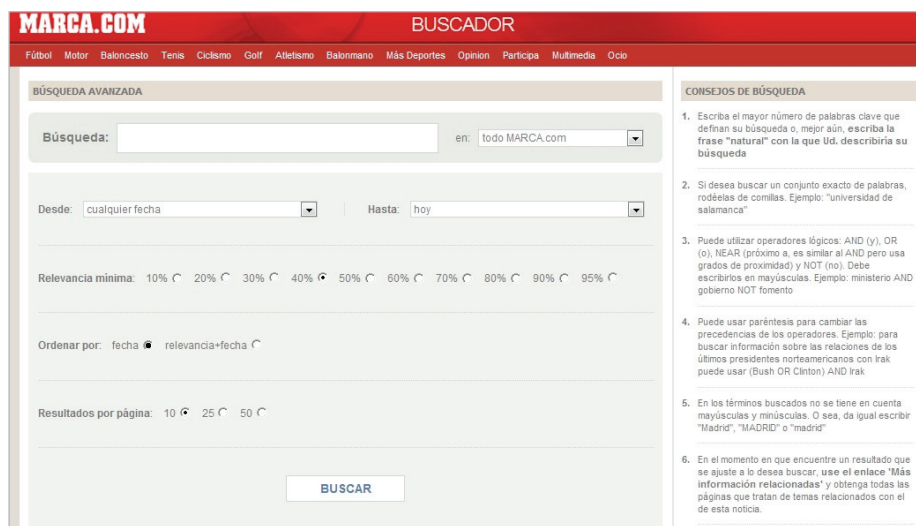 MARCA.COM
BUSCADOR
Fútbol Motor Baloncesto Tenis Ciclismo Golf Atletismo Balonmano Más Deportes Opinion Participa Multimedia Ocio
BÚSQUEDA AVANZADA
Búsqueda: en: todo MARCA.com
Desde: cualquier fecha Hasta: hoy
Relevancia mínima: 10% 20% 30% 40% 50% 60% 70% 80% 90% 95%
Ordenar por: fecha relevancia+fecha
Resultados por página: 10 25 50
BUSCAR
CONSEJOS DE BÚSQUEDA
1. Escriba el mayor número de palabras clave que
definan su búsqueda o, mejor aún, escriba la
frase "natural" con la que Ud. describiría su
búsqueda
2. Si desea buscar un conjunto exacto de palabras,
rodéelas de comillas. Ejemplo: "universidad de
salamanca"
3. Puede utilizar operadores lógicos: AND (y), OR
(o), NEAR (próximo a, es similar al AND pero usa
grados de proximidad) y NOT (no). Debe
escribirlos en mayúsculas. Ejemplo: ministerio AND
gobierno NOT fomento
4. Puede usar paréntesis para cambiar las
precedencias de los operadores. Ejemplo: para
buscar información sobre las relaciones de los
últimos presidentes norteamericanos con Irak
puede usar (Bush OR Clinton) AND Irak
5. En los términos buscados no se tiene en cuenta
mayúsculas y minúsculas. O sea, da igual escribir
"Madrid", "MADRID" o "madrid"
6. En el momento en que encuentre un resultado que
se ajuste a lo desea buscar, use el enlace 'Más
información relacionadas' y obtenga todas las
páginas que tratan de temas relacionados con el
de esta noticia.